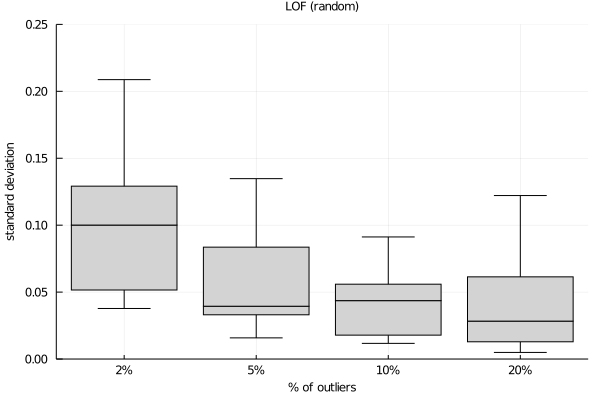 LOF (random)
0.25
0.20
0.15
0.10
0.05
0.00
standard deviation
2% 5% 10% 20%
% of outliers